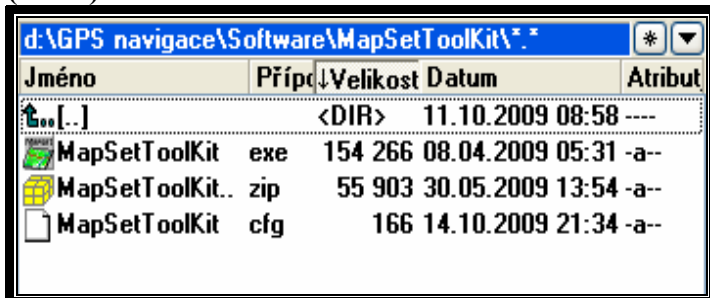 d:\GPS navigace\Software\MapSetToolKit\*.* * ▼
Jméno Přípo ↓Velikost Datum Atribut
[..] <DIR> 11.10.2009 08:58 ----
MapSetToolKit exe 154 266 08.04.2009 05:31 -a--
MapSetToolKit.. zip 55 903 30.05.2009 13:54 -a--
MapSetToolKit cfg 166 14.10.2009 21:34 -a--